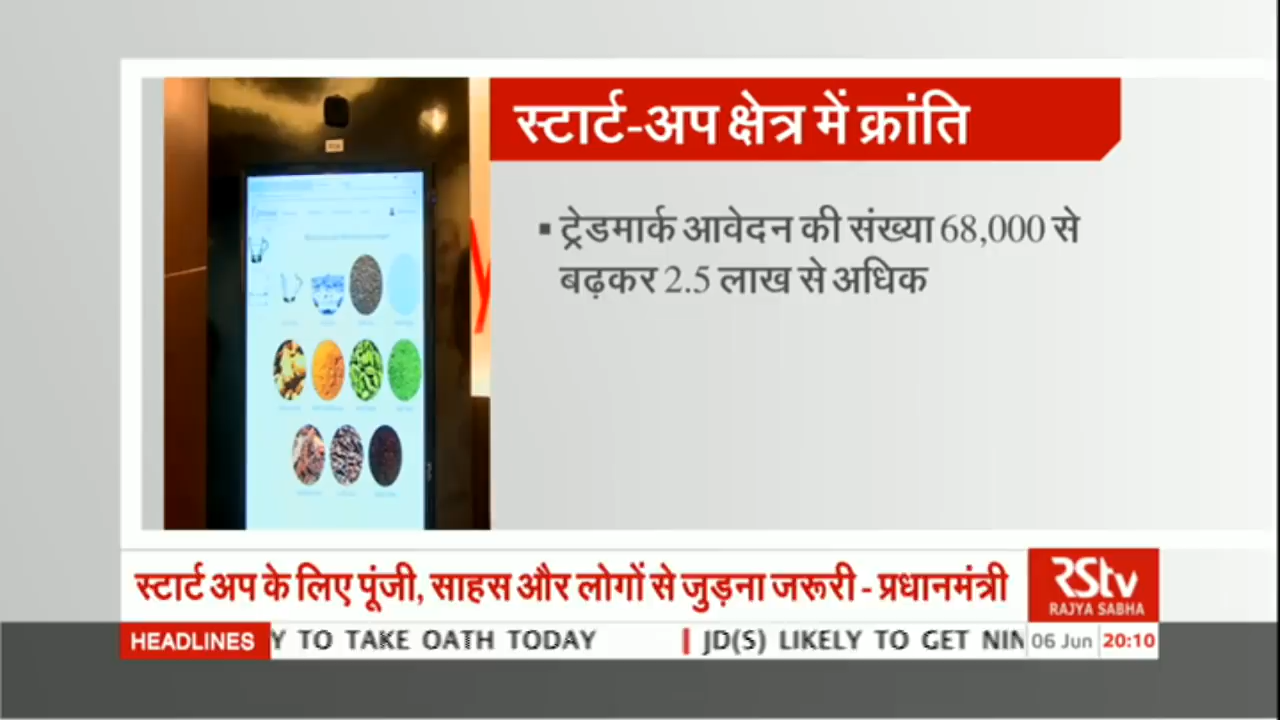 स्टार्ट-अप क्षेत्र में क्रांति
▪ ट्रेडमार्क आवेदन की संख्या 68,000 से
बढ़कर 2.5 लाख से अधिक
स्टार्ट अप के लिए पूंजी, साहस और लोगों से जुड़ना जरूरी - प्रधानमंत्री
RStv
RAJYA SABHA
HEADLINES Y TO TAKE OATH TODAY | JD(S) LIKELY TO GET NIN 06 Jun 20:10